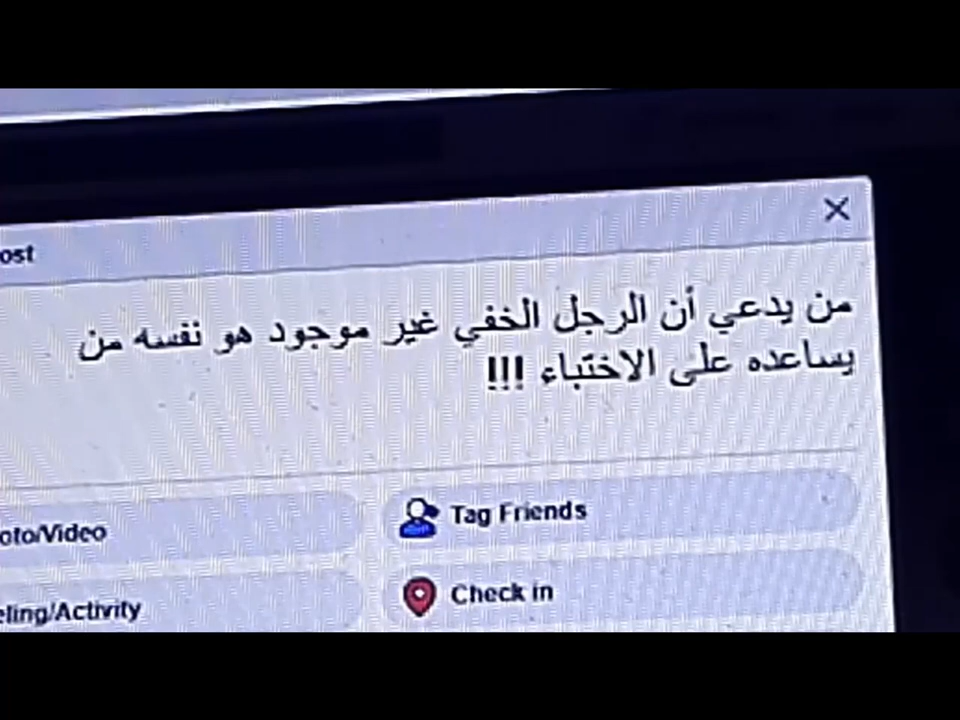 ost
من يدعي أن الرجل الخفي غير موجود هو نفسه من
يساعده على الاختباء !!!
oto/Video
Tag Friends
eling/Activity
Check in